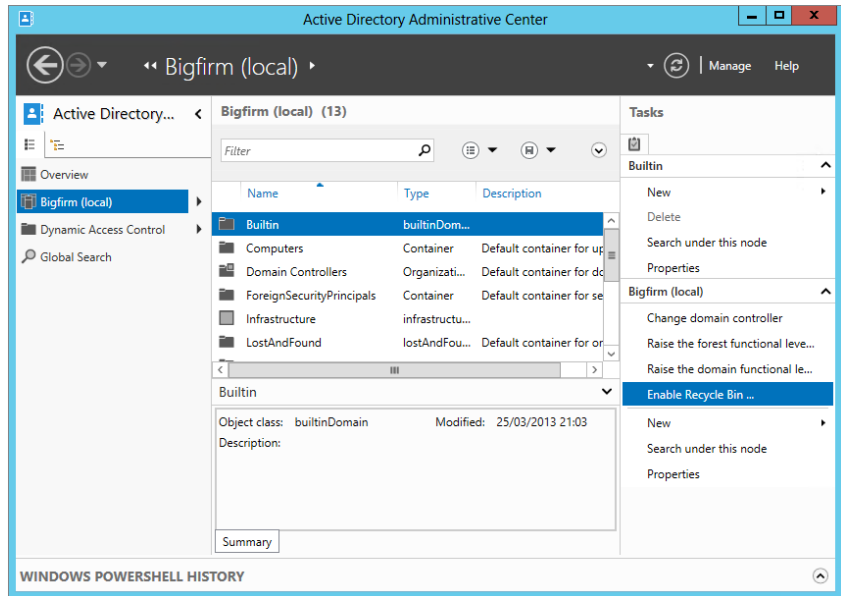 Active Directory Administrative Center
Bigfirm (local)
Manage Help
Active Directory...
Overview
Bigfirm (local)
Dynamic Access Control
Global Search
Bigfirm (local) (13)
Filter
Name Type Description
Builtin builtinDom...
Computers Container Default container for up
Domain Controllers Organizati... Default container for do
ForeignSecurityPrincipals Container Default container for se
Infrastructure infrastructu...
LostAndFound lostAndFou... Default container for or
Builtin
Object class: builtinDomain Modified: 25/03/2013 21:03
Description:
Summary
Tasks
Builtin
New
Delete
Search under this node
Properties
Bigfirm (local)
Change domain controller
Raise the forest functional leve...
Raise the domain functional le...
Enable Recycle Bin ...
New
Search under this node
Properties
WINDOWS POWERSHELL HISTORY